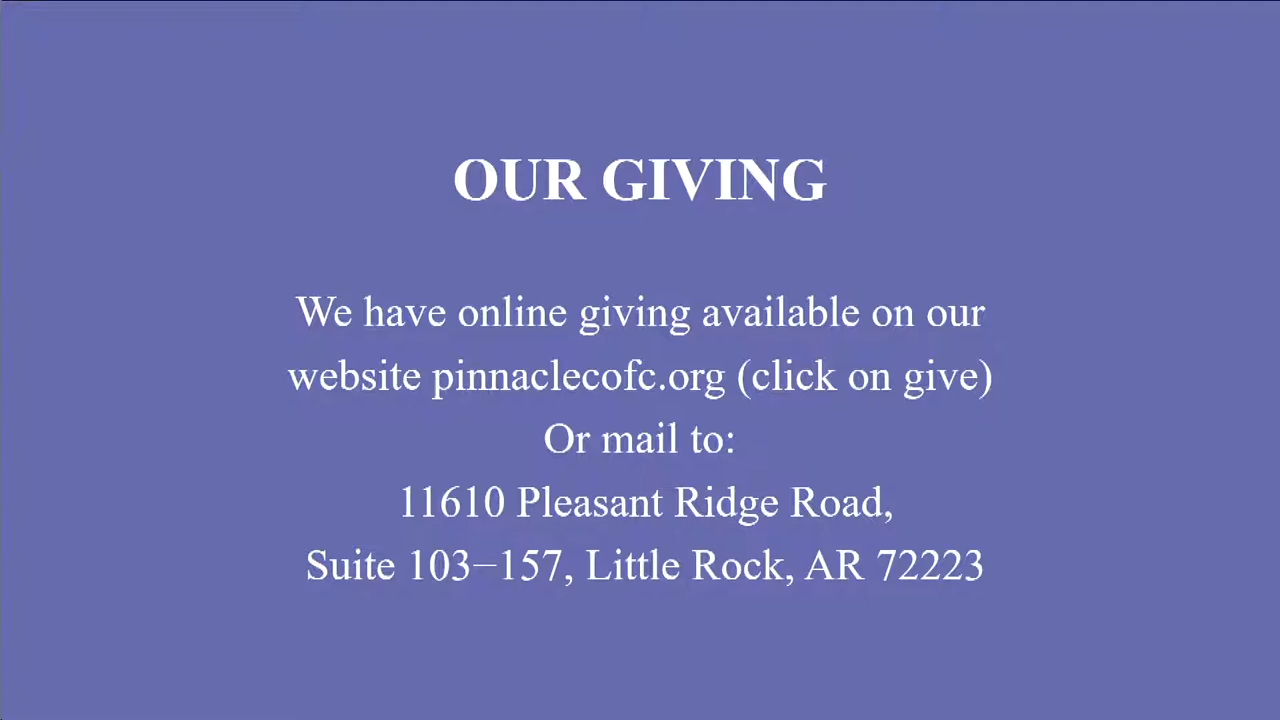 OUR GIVING
We have online giving available on our
website pinnaclecofc.org (click on give)
Or mail to:
11610 Pleasant Ridge Road,
Suite 103−157, Little Rock, AR 72223